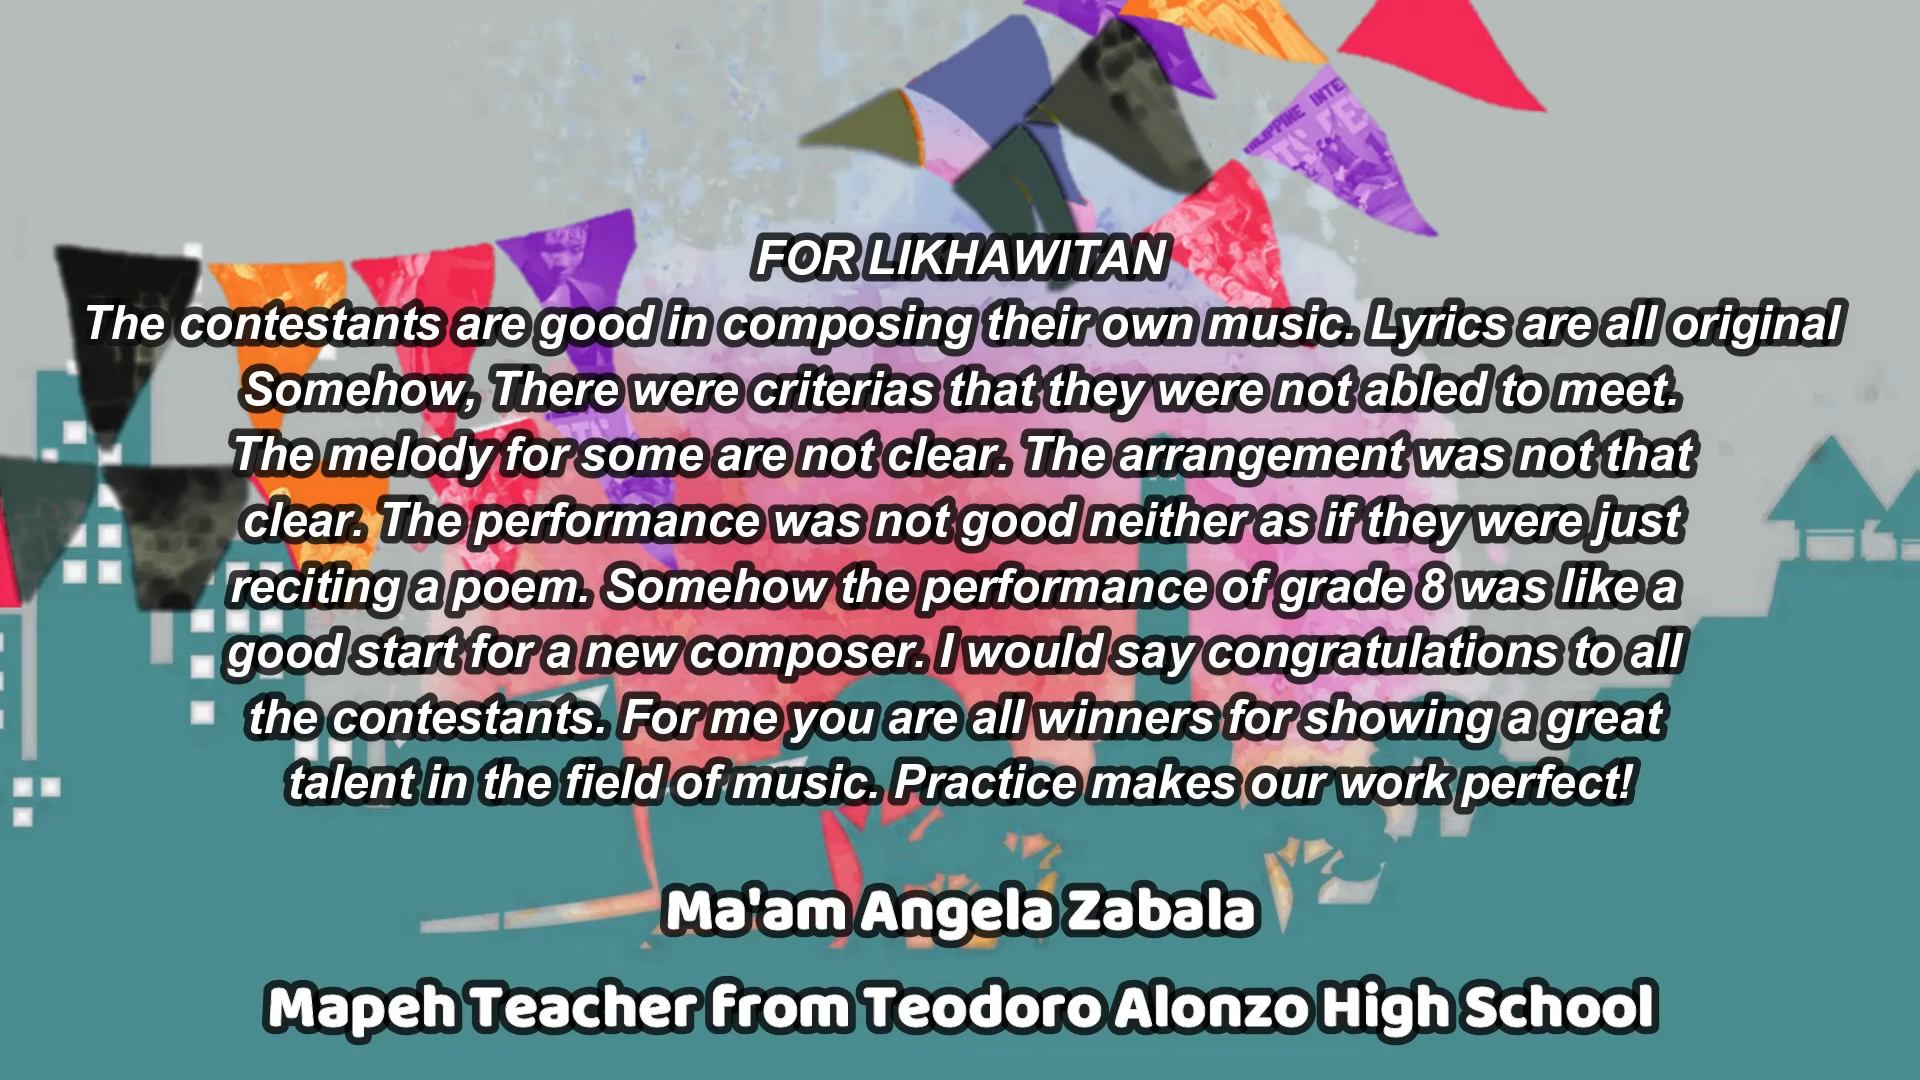 PHILIPPINE INTE
FOR LIKHAWITAN
The contestants are good in composing their own music. Lyrics are all original
Somehow, There were criterias that they were not abled to meet.
The melody for some are not clear. The arrangement was not that
clear. The performance was not good neither as if they were just
reciting a poem. Somehow the performance of grade 8 was like a
good start for a new composer. I would say congratulations to all
the contestants. For me you are all winners for showing a great
talent in the field of music. Practice makes our work perfect!
Ma'am Angela Zabala
Mapeh Teacher from Teodoro Alonzo High School